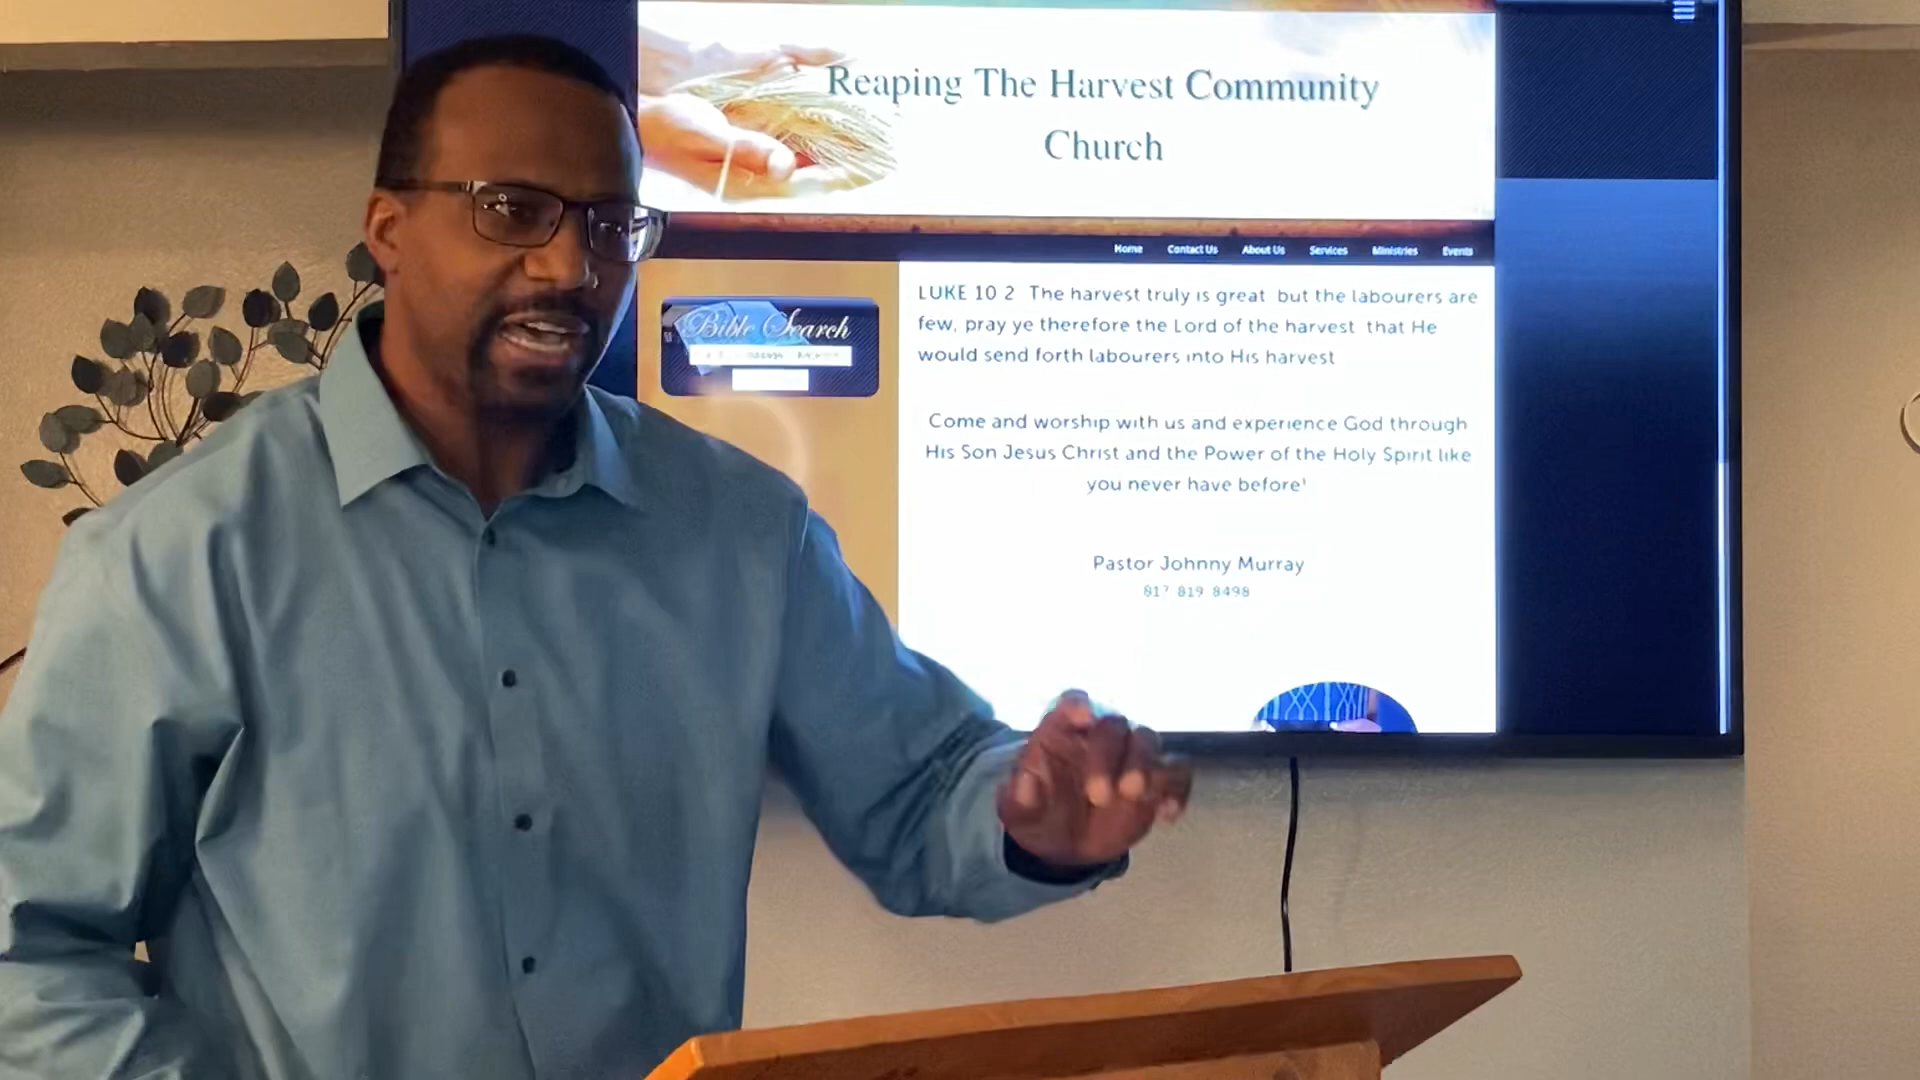 Reaping The Harvest Community
Church
Home Contact Us About Us Services Ministries Events
Bible Search
LUKE 10 2 The harvest truly is great but the labourers are
few, pray ye therefore the Lord of the harvest that He
would send forth labourers into His harvest
Come and worship with us and experience God through
His Son Jesus Christ and the Power of the Holy Spirit like
you never have before!
Pastor Johnny Murray
817 819 8498